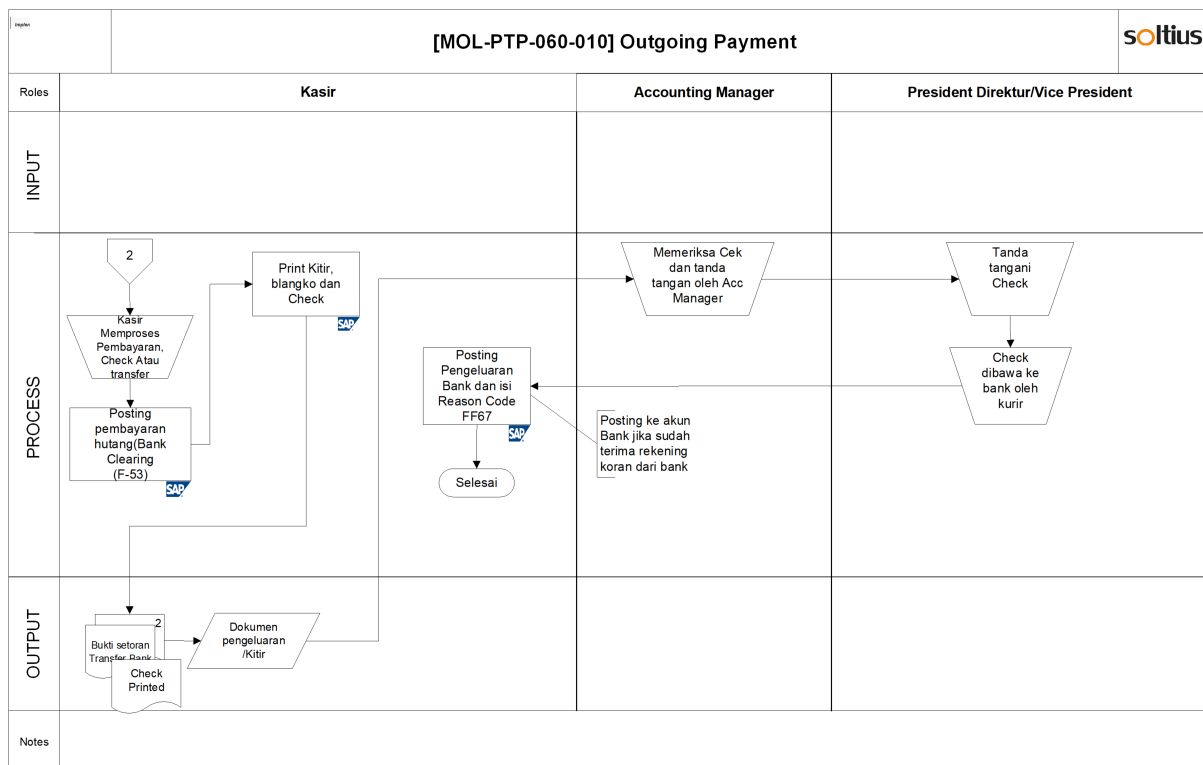 Implen
[MOL-PTP-060-010] Outgoing Payment
soltius
Roles
Kasir
Accounting Manager
President Direktur/Vice President
INPUT
PROCESS
2
Kasir
Memproses
Pembayaran,
Check Atau
transfer
Posting
pembayaran
hutang(Bank
Clearing
(F-53)
SAP
Print Kitir,
blangko dan
Check
SAP
Posting
Pengeluaran
Bank dan isi
Reason Code
FF67
SAP
Selesai
Posting ke akun
Bank jika sudah
terima rekening
koran dari bank
Memeriksa Cek
dan tanda
tangan oleh Acc
Manager
Tanda
tangani
Check
Check
dibawa ke
bank oleh
kurir
OUTPUT
2
Bukti setoran
Transfer Bank
Check
Printed
Dokumen
pengeluaran
/Kitir
Notes